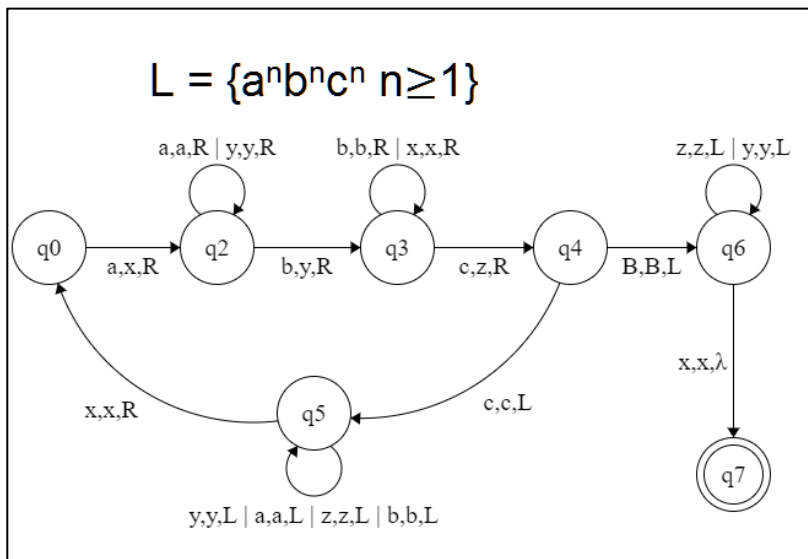 L = {aⁿbⁿcⁿ n≥1}
a,a,R | y,y,R
b,b,R | x,x,R
z,z,L | y,y,L
q0
q2
q3
q4
q6
a,x,R
b,y,R
c,z,R
B,B,L
x,x,λ
x,x,R
q5
c,c,L
q7
y,y,L | a,a,L | z,z,L | b,b,L